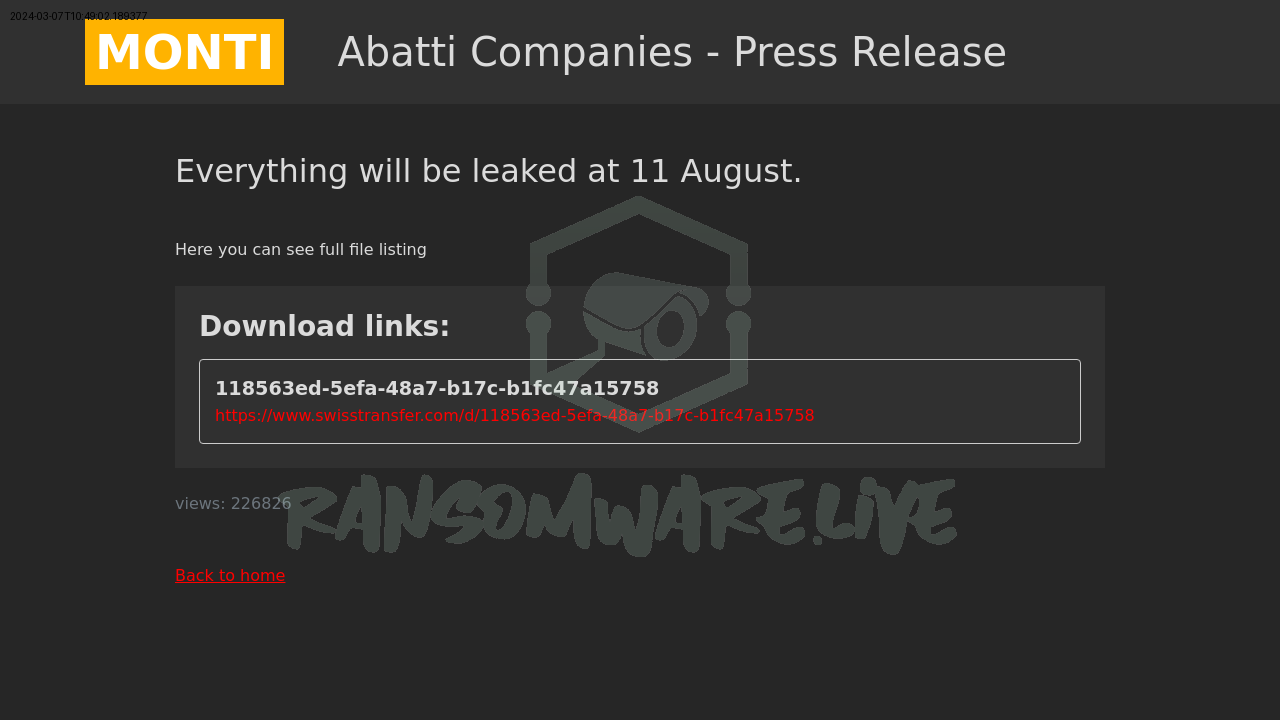 2024-03-07T10:49:02.189377
MONTI
Abatti Companies - Press Release
Everything will be leaked at 11 August.
Here you can see full file listing
Download links:
118563ed-5efa-48a7-b17c-b1fc47a15758
https://www.swisstransfer.com/d/118563ed-5efa-48a7-b17c-b1fc47a15758
views: 226826
RANSOMWARE.LIVE
Back to home